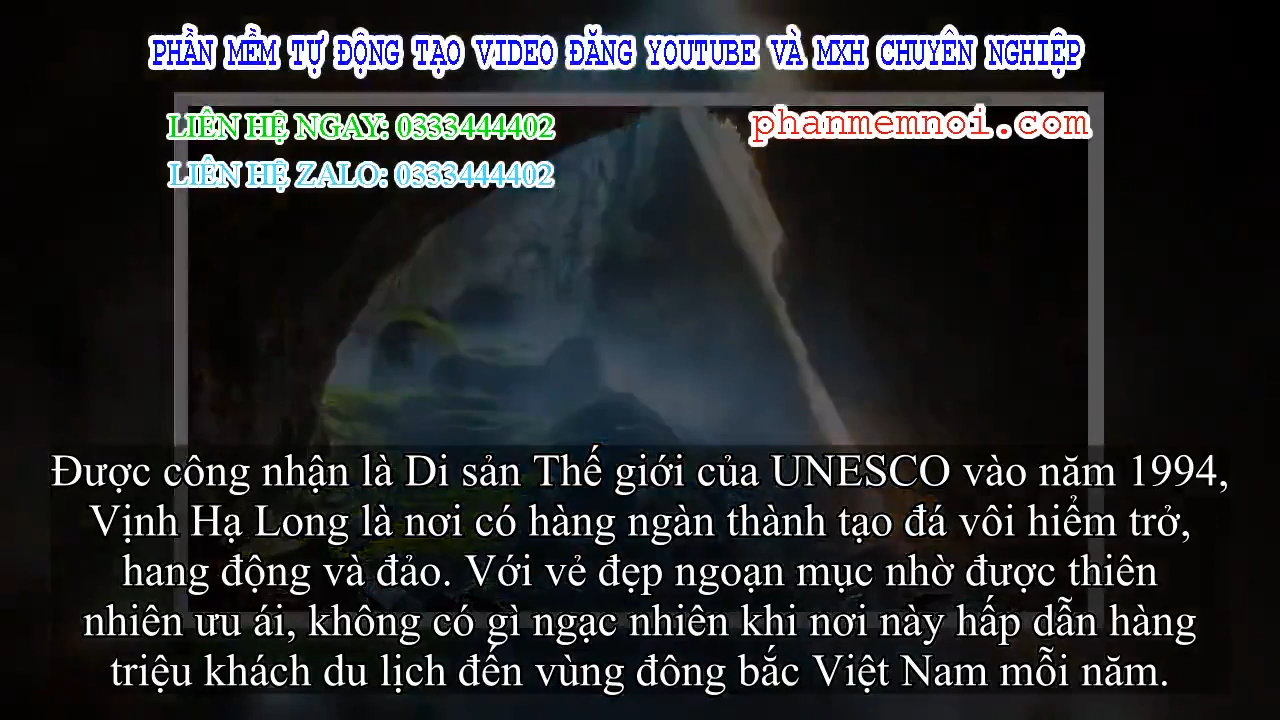 PHẦN MỀM TỰ ĐỘNG TẠO VIDEO ĐĂNG YOUTUBE VÀ MXH CHUYÊN NGHIỆP
LIÊN HỆ NGAY: 0333444402
phanmemnoi.com
LIÊN HỆ ZALO: 0333444402
Được công nhận là Di sản Thế giới của UNESCO vào năm 1994,
Vịnh Hạ Long là nơi có hàng ngàn thành tạo đá vôi hiểm trở,
hang động và đảo. Với vẻ đẹp ngoạn mục nhờ được thiên
nhiên ưu ái, không có gì ngạc nhiên khi nơi này hấp dẫn hàng
triệu khách du lịch đến vùng đông bắc Việt Nam mỗi năm.